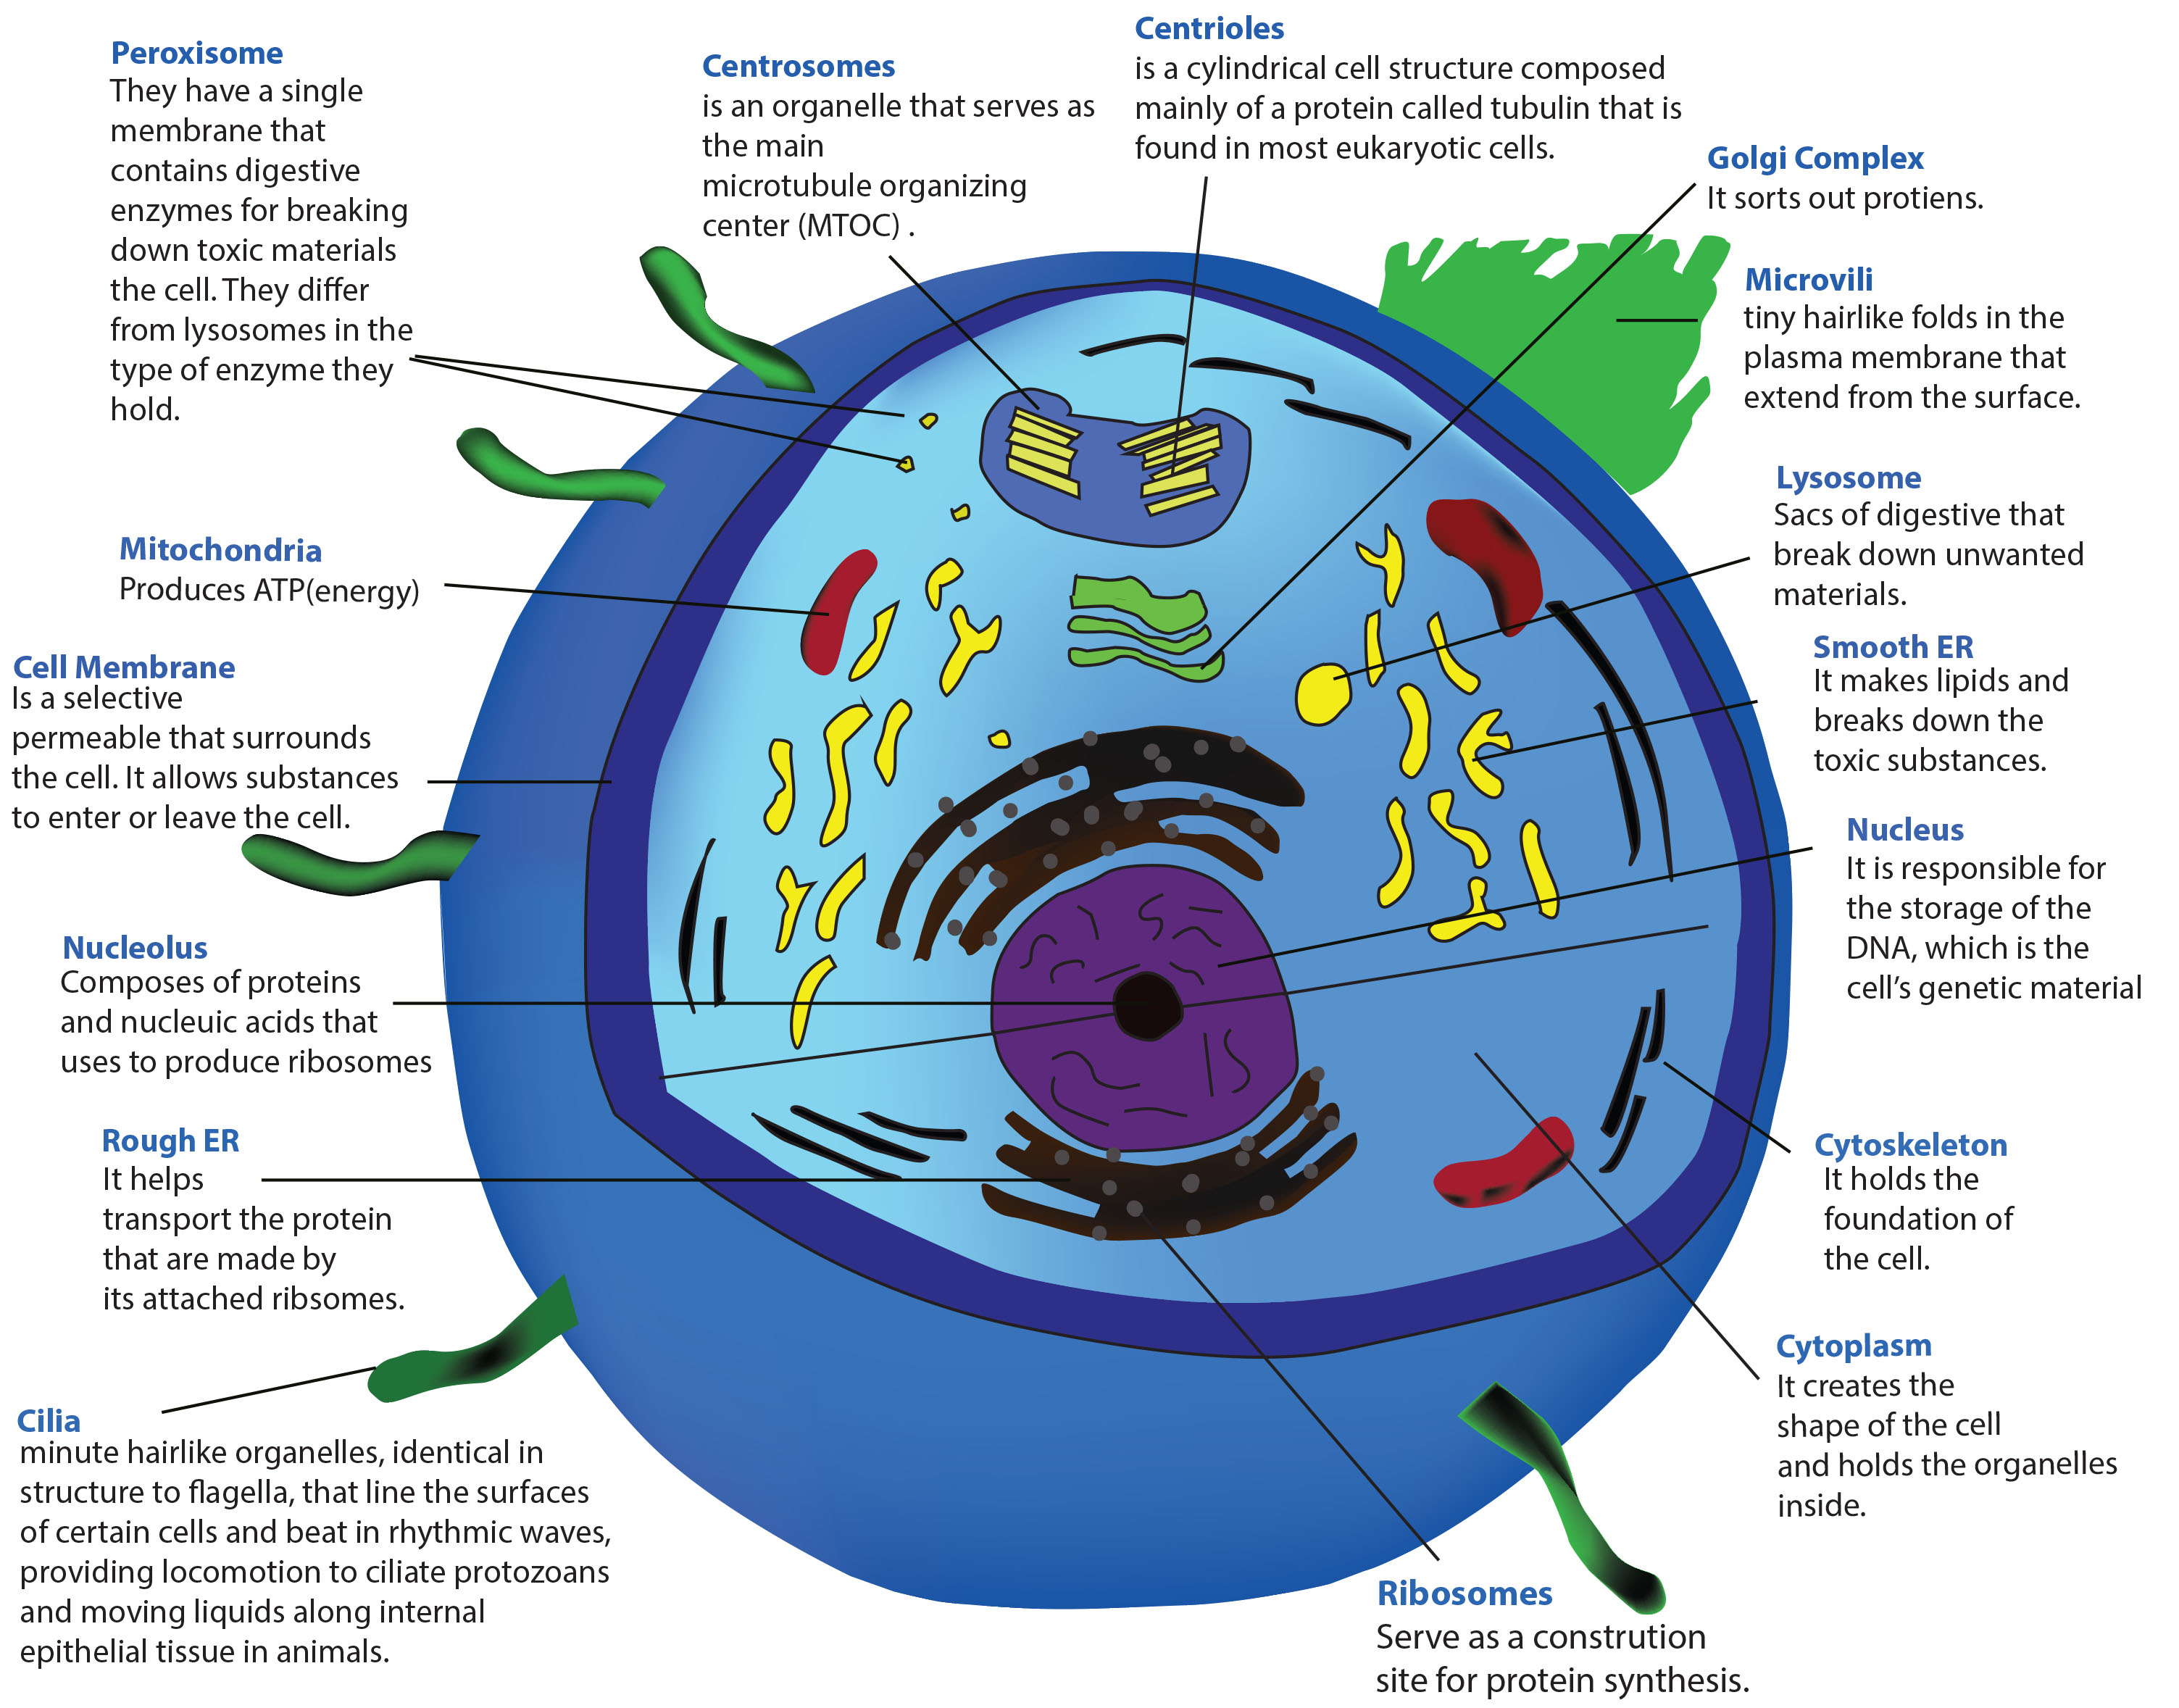 Peroxisome
They have a single
membrane that
contains digestive
enzymes for breaking
down toxic materials
the cell. They differ
from lysosomes in the
type of enzyme they
hold.
Centrosomes
is an organelle that serves as
the main
microtubule organizing
center (MTOC) .
Centrioles
is a cylindrical cell structure composed
mainly of a protein called tubulin that is
found in most eukaryotic cells.
Golgi Complex
It sorts out protiens.
Microvili
tiny hairlike folds in the
plasma membrane that
extend from the surface.
Lysosome
Sacs of digestive that
break down unwanted
materials.
Mitochondria
Produces ATP(energy)
Smooth ER
It makes lipids and
breaks down the
toxic substances.
Cell Membrane
Is a selective
permeable that surrounds
the cell. It allows substances
to enter or leave the cell.
Nucleus
It is responsible for
the storage of the
DNA, which is the
cell's genetic material
Nucleolus
Composes of proteins
and nucleuic acids that
uses to produce ribosomes
Rough ER
It helps
transport the protein
that are made by
its attached ribsomes.
Cytoskeleton
It holds the
foundation of
the cell.
Cytoplasm
It creates the
shape of the cell
and holds the organelles
inside.
Cilia
minute hairlike organelles, identical in
structure to flagella, that line the surfaces
of certain cells and beat in rhythmic waves,
providing locomotion to ciliate protozoans
and moving liquids along internal
epithelial tissue in animals.
Ribosomes
Serve as a constrution
site for protein synthesis.